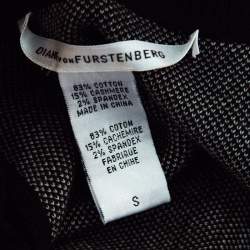 DIANE VON FURSTENBERG
83% COTTON
15% CASHMERE
2% SPANDEX
MADE IN CHINA
83% COTON
15% CACHEMIRE
2% SPANDEX
FABRIQUE
EN CHINE
S